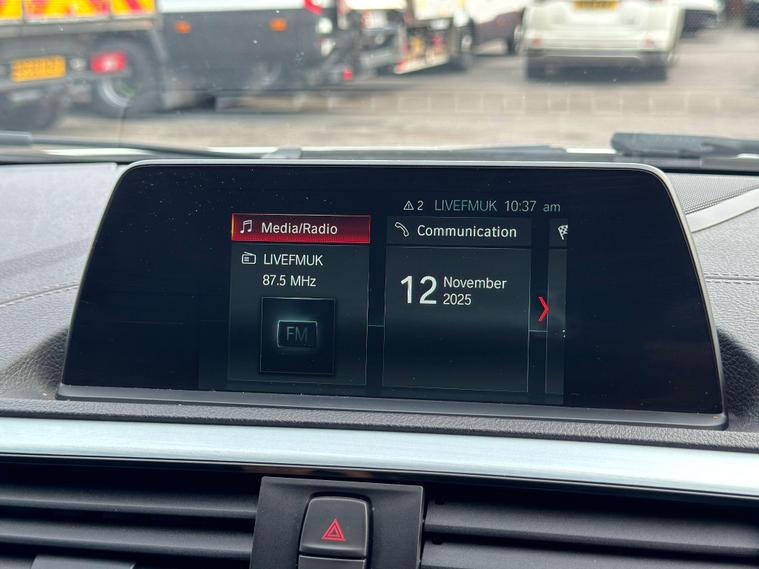 2 LIVEFMUK 10:37 am
Media/Radio
LIVEFMUK
87.5 MHz
FM
Communication
12 November
2025